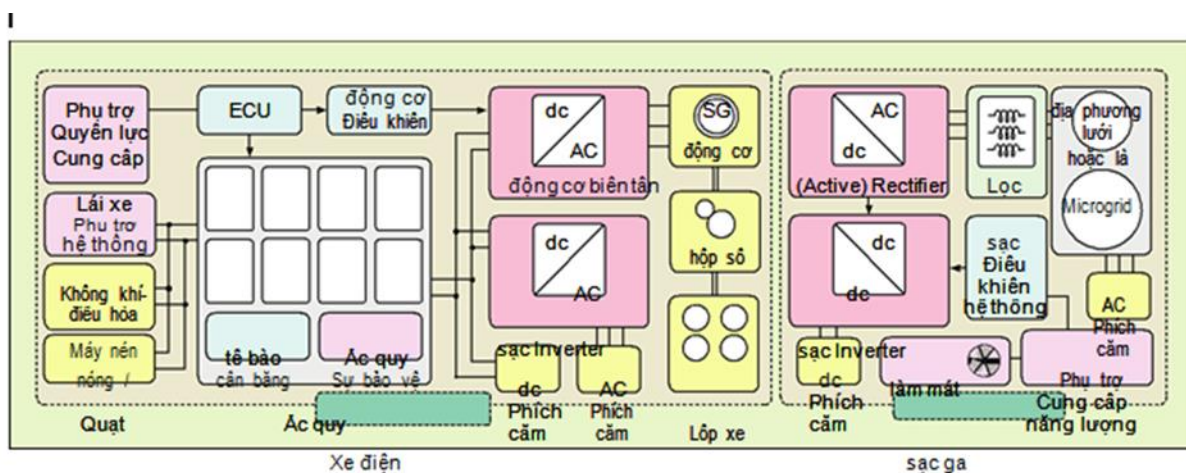 Phụ trợ
Quyền lực
Cung cấp
ECU
động cơ
Điều khiển
dc
AC
động cơ biến tần
SG
động cơ
Lái xe
Phụ trợ
hệ thống
Không khí-
điều hòa
Máy nén
nóng /
Quạt
tế bào
cân bằng
Ắc quy
Sự bảo vệ
Ắc quy
dc
AC
sạc Inverter
dc
Phích
cắm
AC
Phích
cắm
hộp số
Lốp xe
Xe điện
AC
dc
(Active) Rectifier
Lọc
địa phương
lưới
hoặc là
Microgrid
dc
dc
sạc
Điều
khiển
hệ thống
AC
Phích
cắm
sạc Inverter
dc
Phích
cắm
làm mát
Phụ trợ
Cung cấp
năng lượng
sạc ga